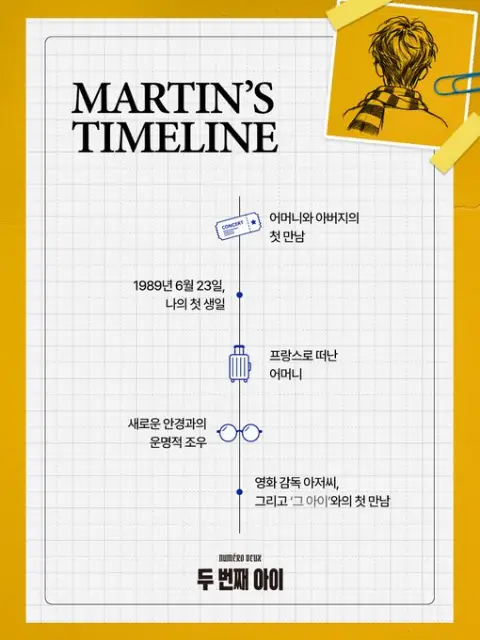 MARTIN'S
TIMELINE
CONCERT
어머니와 아버지의
첫 만남
1989년 6월 23일,
나의 첫 생일
프랑스로 떠난
어머니
새로운 안경과의
운명적 조우
영화 감독 아저씨,
그리고 '그 아이'와의 첫 만남
NUMÉRO DEUX
두 번째 아이